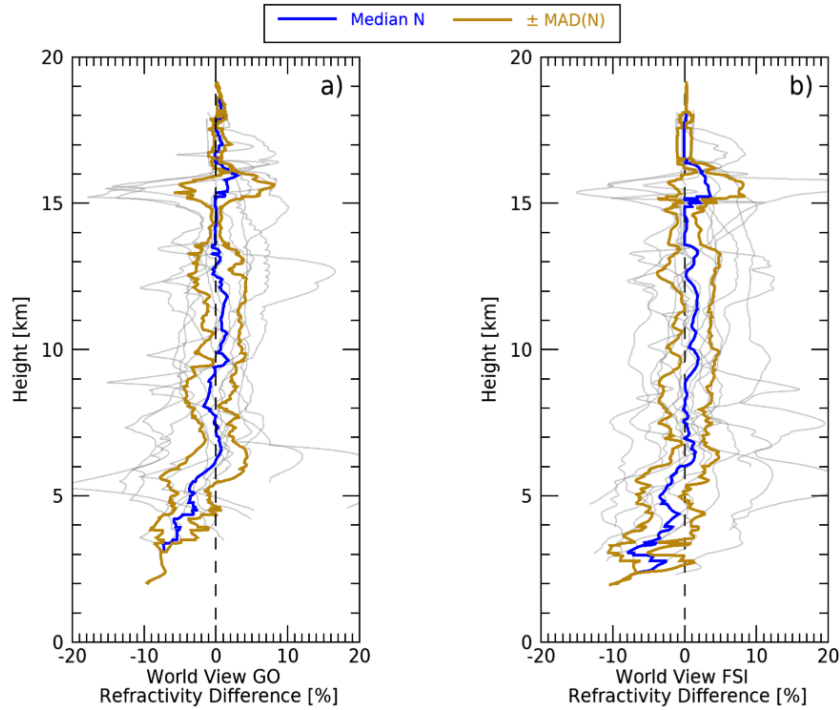 Median N ± MAD(N)
a) b)
20 20
15 15
10 10
5 5
0 0
Height [km] Height [km]
-20 -10 0 10 20 -20 -10 0 10 20
World View GO World View FSI
Refractivity Difference [%] Refractivity Difference [%]